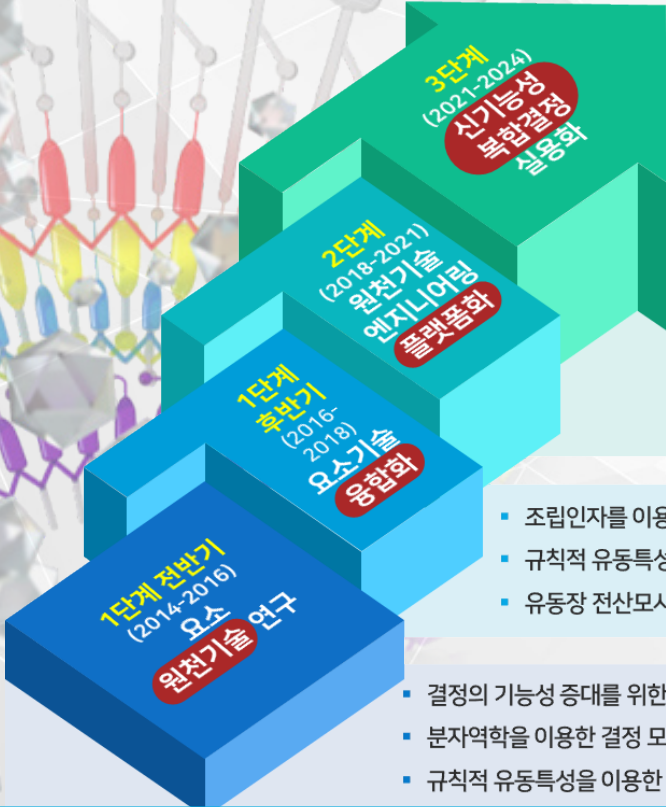 3단계
(2021-2024)
신기능성
복합결정
실용화
2단계
(2018-2021)
원천기술
엔지니어링
플랫폼화
1단계
후반기
(2016-
2018)
요소기술
융합화
1단계 전반기
(2014-2016)
요소
원천기술 연구
▪ 조립인자를 이용
▪ 규칙적 유동특성
▪ 유동장 전산모사
▪ 결정의 기능성 증대를 위한
▪ 분자역학을 이용한 결정 모
▪ 규칙적 유동특성을 이용한